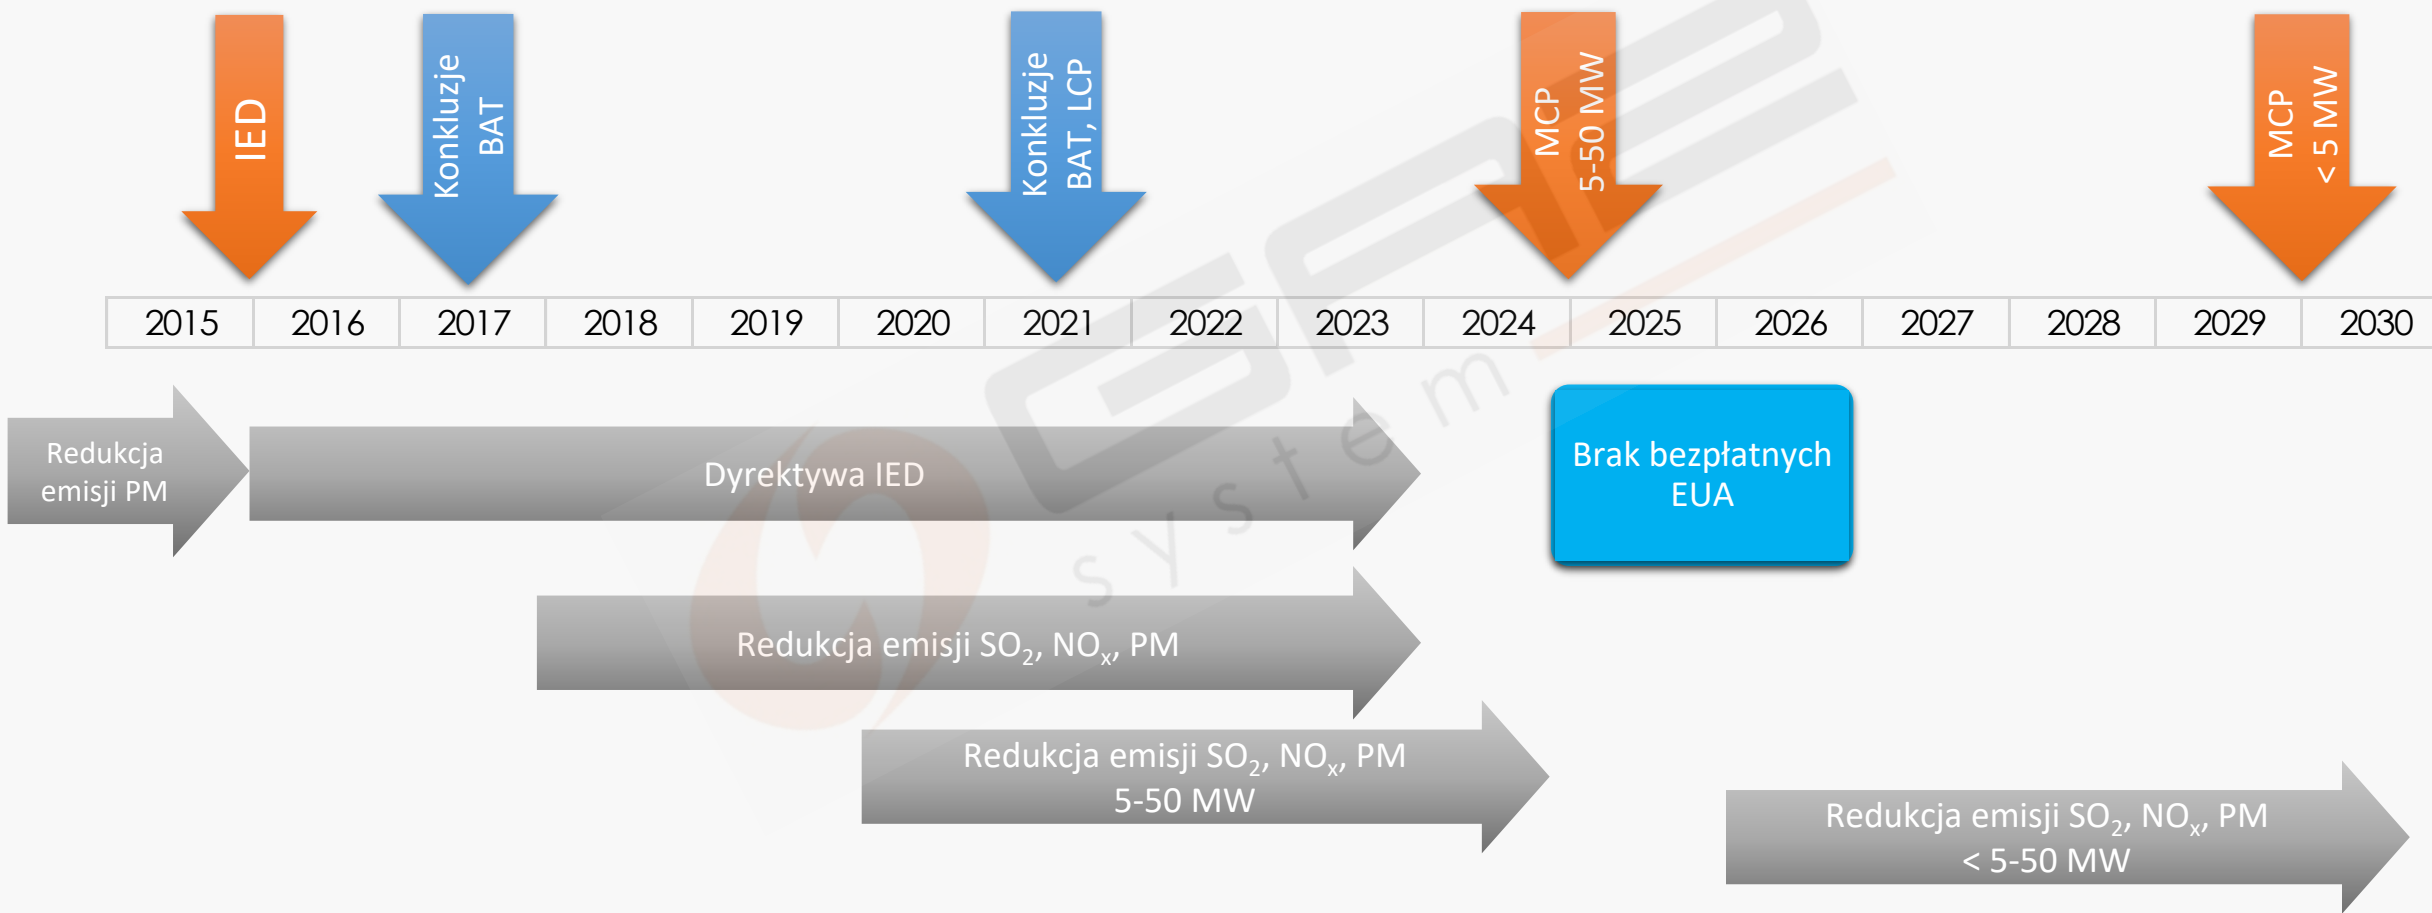 IED
Konkluzje
BAT
Konkluzje
BAT, LCP
MCP
5-50 MW
MCP
< 5 MW
2015 2016 2017 2018 2019 2020 2021 2022 2023 2024 2025 2026 2027 2028 2029 2030
Redukcja
emisji PM
Dyrektywa IED
Brak bezpłatnych
EUA
Redukcja emisji SO₂, NOₓ, PM
Redukcja emisji SO₂, NOₓ, PM
5-50 MW
Redukcja emisji SO₂, NOₓ, PM
< 5-50 MW
system